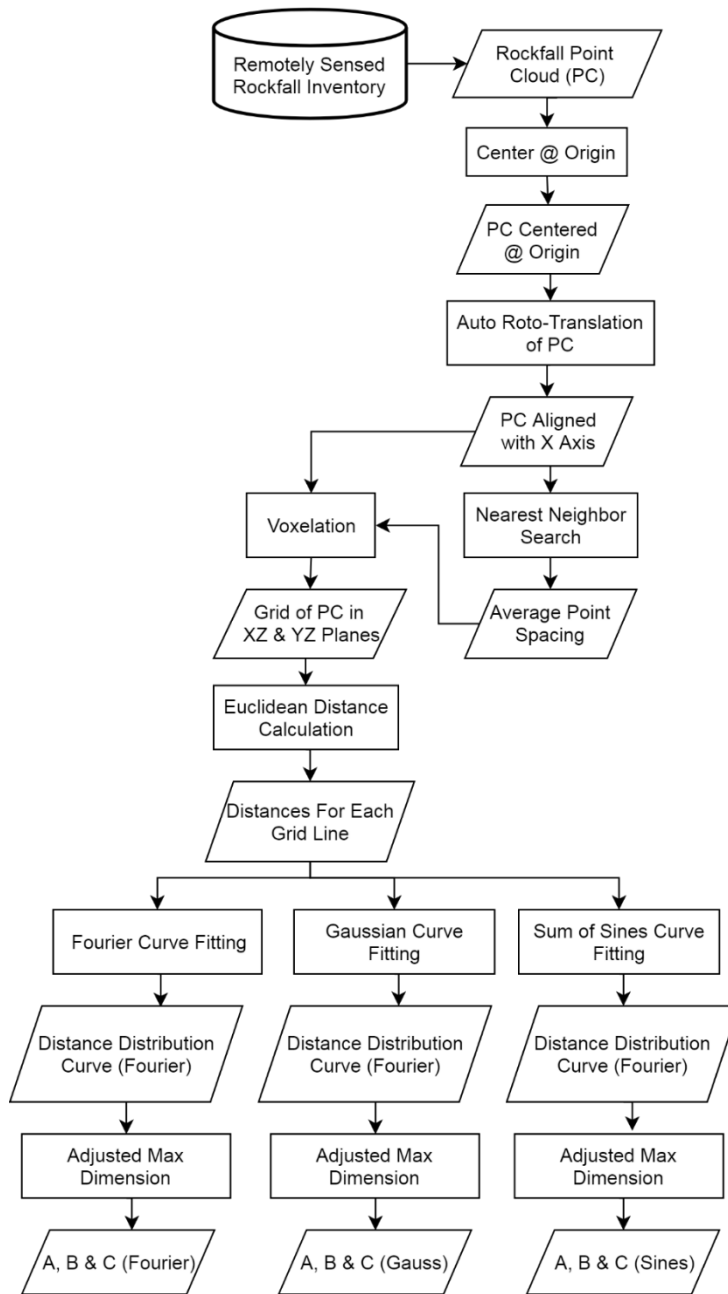 Remotely Sensed
Rockfall Inventory
Rockfall Point
Cloud (PC)
Center @ Origin
PC Centered
@ Origin
Auto Roto-Translation
of PC
PC Aligned
with X Axis
Voxelation
Nearest Neighbor
Search
Grid of PC in
XZ & YZ Planes
Average Point
Spacing
Euclidean Distance
Calculation
Distances For Each
Grid Line
Fourier Curve Fitting
Gaussian Curve
Fitting
Sum of Sines Curve
Fitting
Distance Distribution
Curve (Fourier)
Distance Distribution
Curve (Fourier)
Distance Distribution
Curve (Fourier)
Adjusted Max
Dimension
Adjusted Max
Dimension
Adjusted Max
Dimension
A, B & C (Fourier)
A, B & C (Gauss)
A, B & C (Sines)